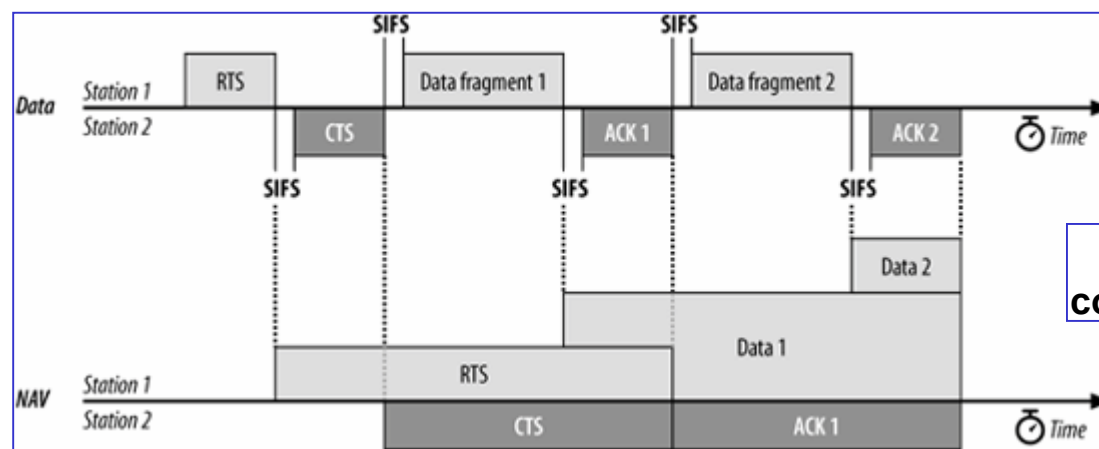 SIFS SIFS
RTS Data fragment 1 Data fragment 2
Station 1
Data
Station 2
CTS ACK 1 ACK 2 Time
SIFS SIFS SIFS
Data 2
Data 1
RTS
Station 1
NAV
Station 2
CTS ACK 1 Time